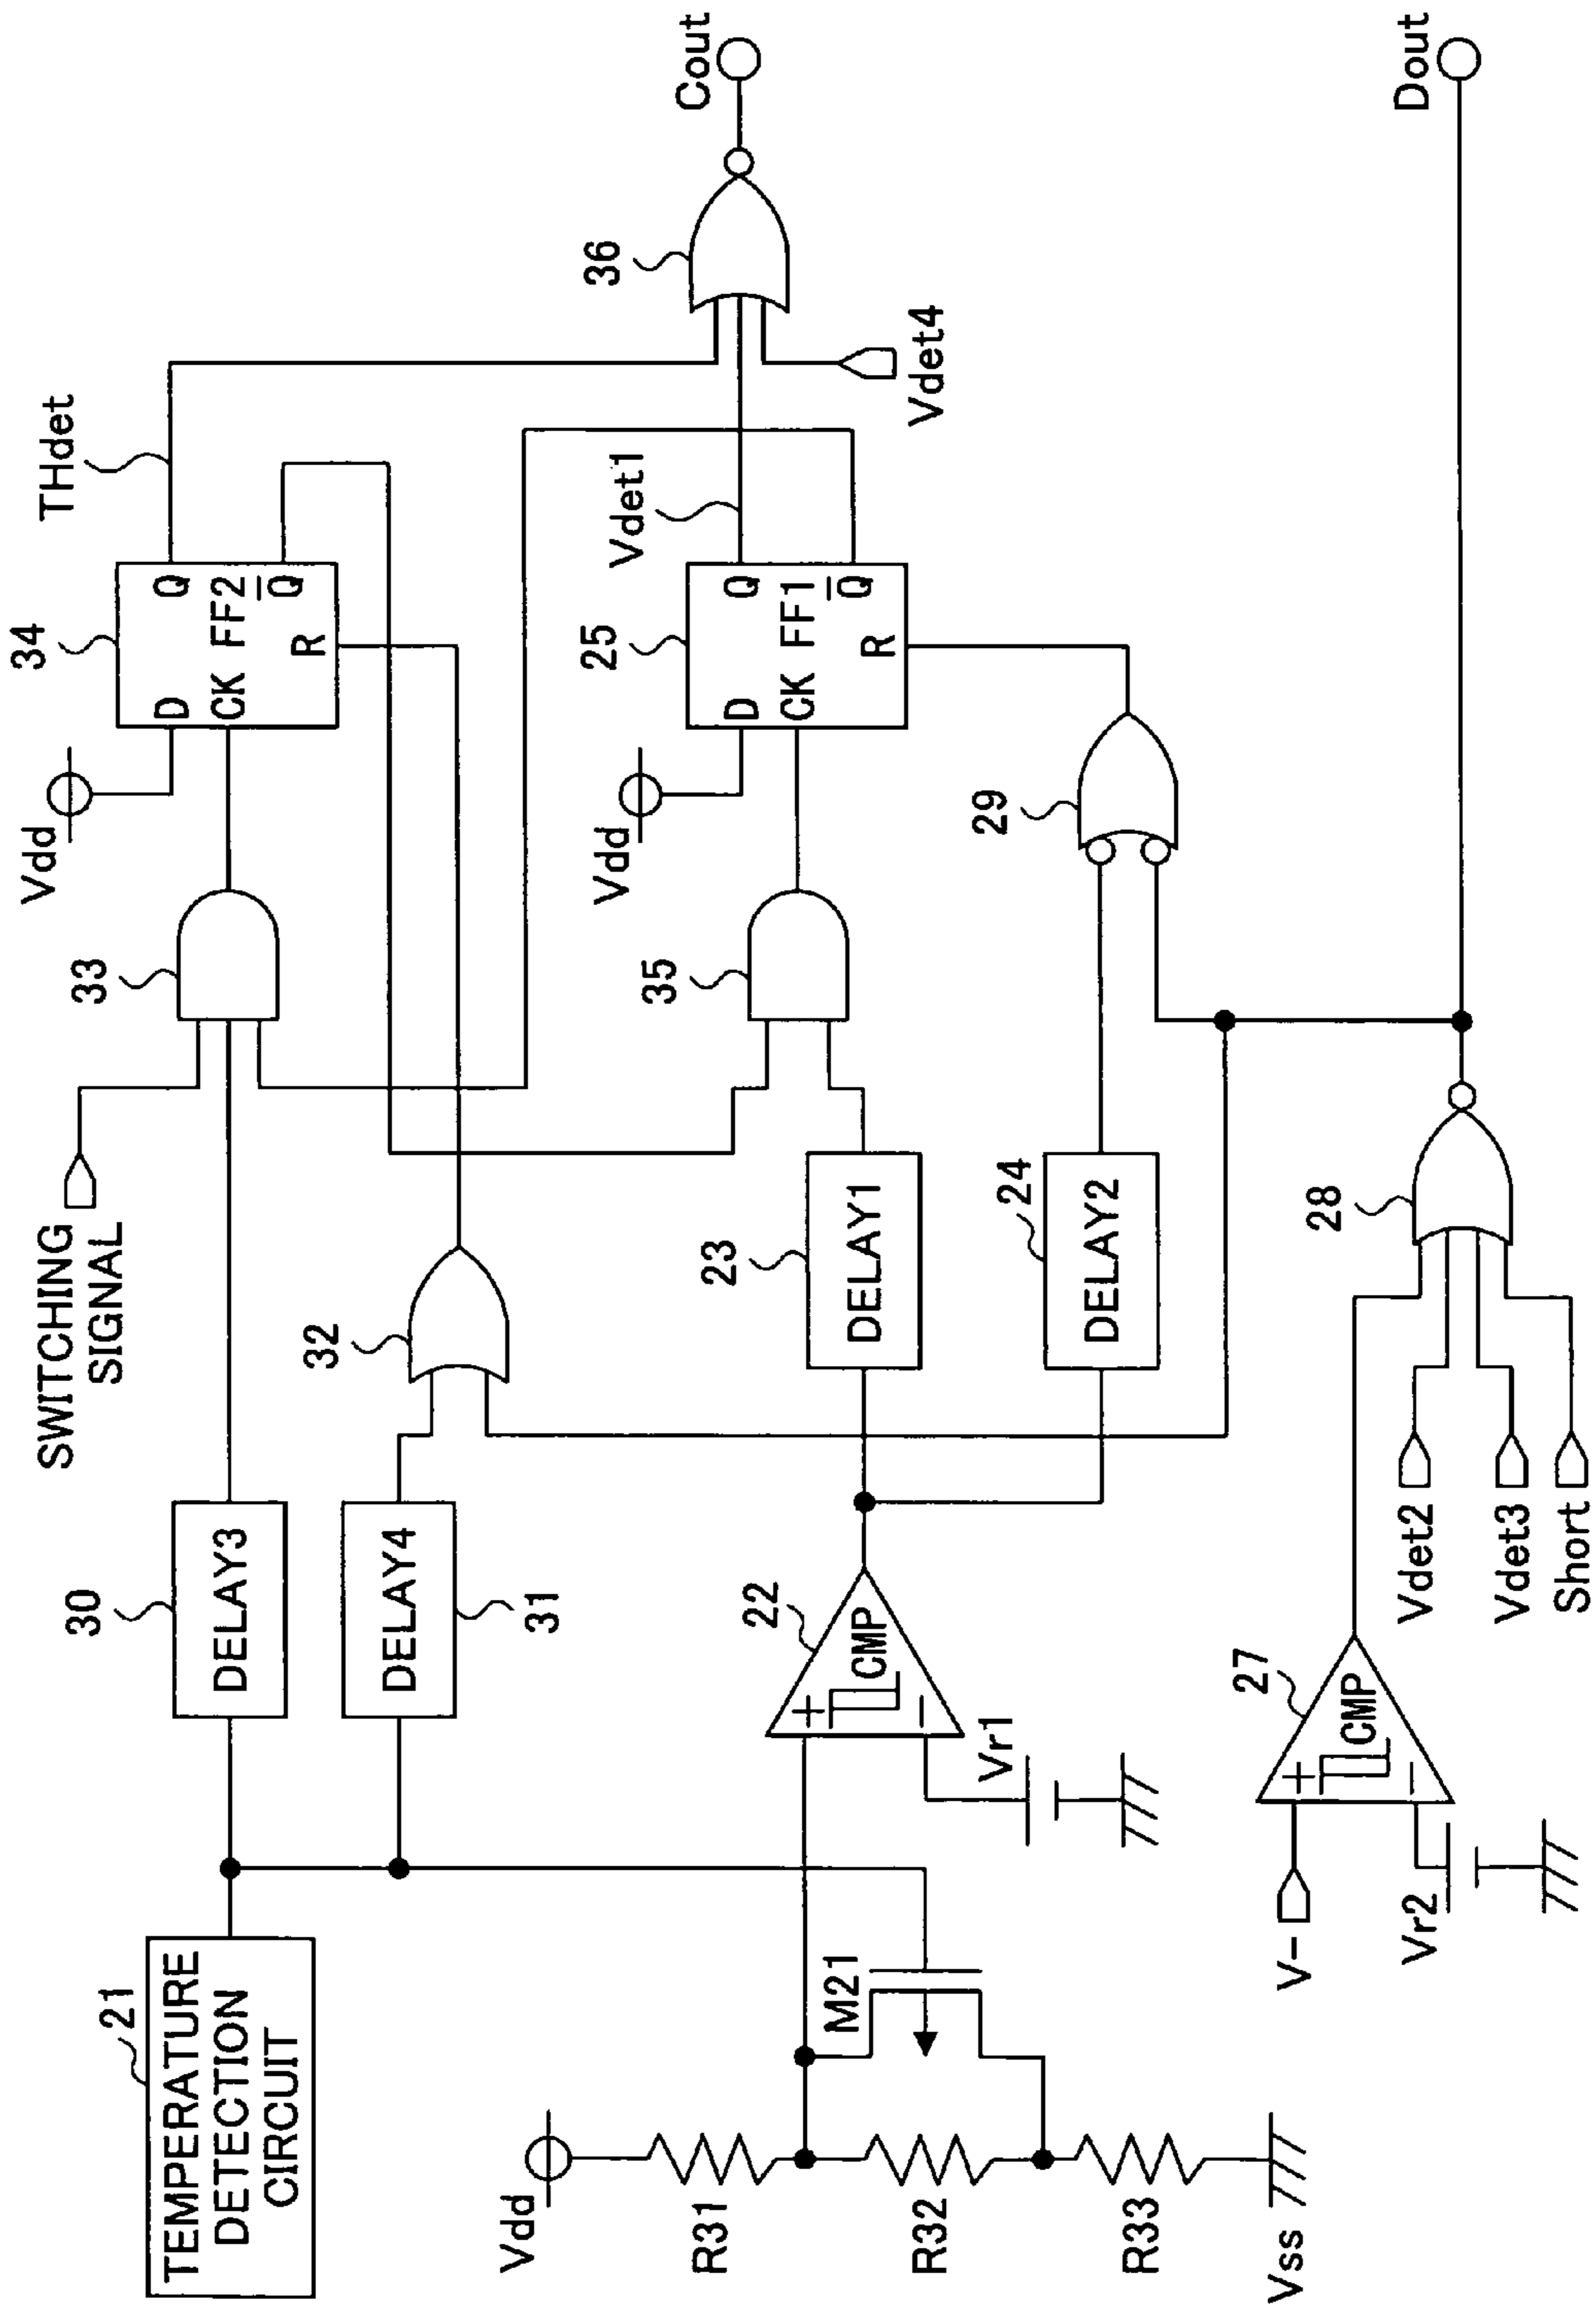 21
TEMPERATURE
DETECTION
CIRCUIT
30
DELAY3
31
DELAY4
SWITCHING
SIGNAL
32
33
Vdd
34
D
CK
FF2
Q
Q
R
THdet
Vdd
R31
R32
R33
Vss
M21
22
+
CMP
−
Vr1
23
DELAY1
24
DELAY2
35
Vdd
25
D
CK
FF1
Q
Q
R
Vdet1
29
36
Vdet4
Cout
V-
Vr2
27
+
CMP
−
Vdet2
Vdet3
Short
28
Dout